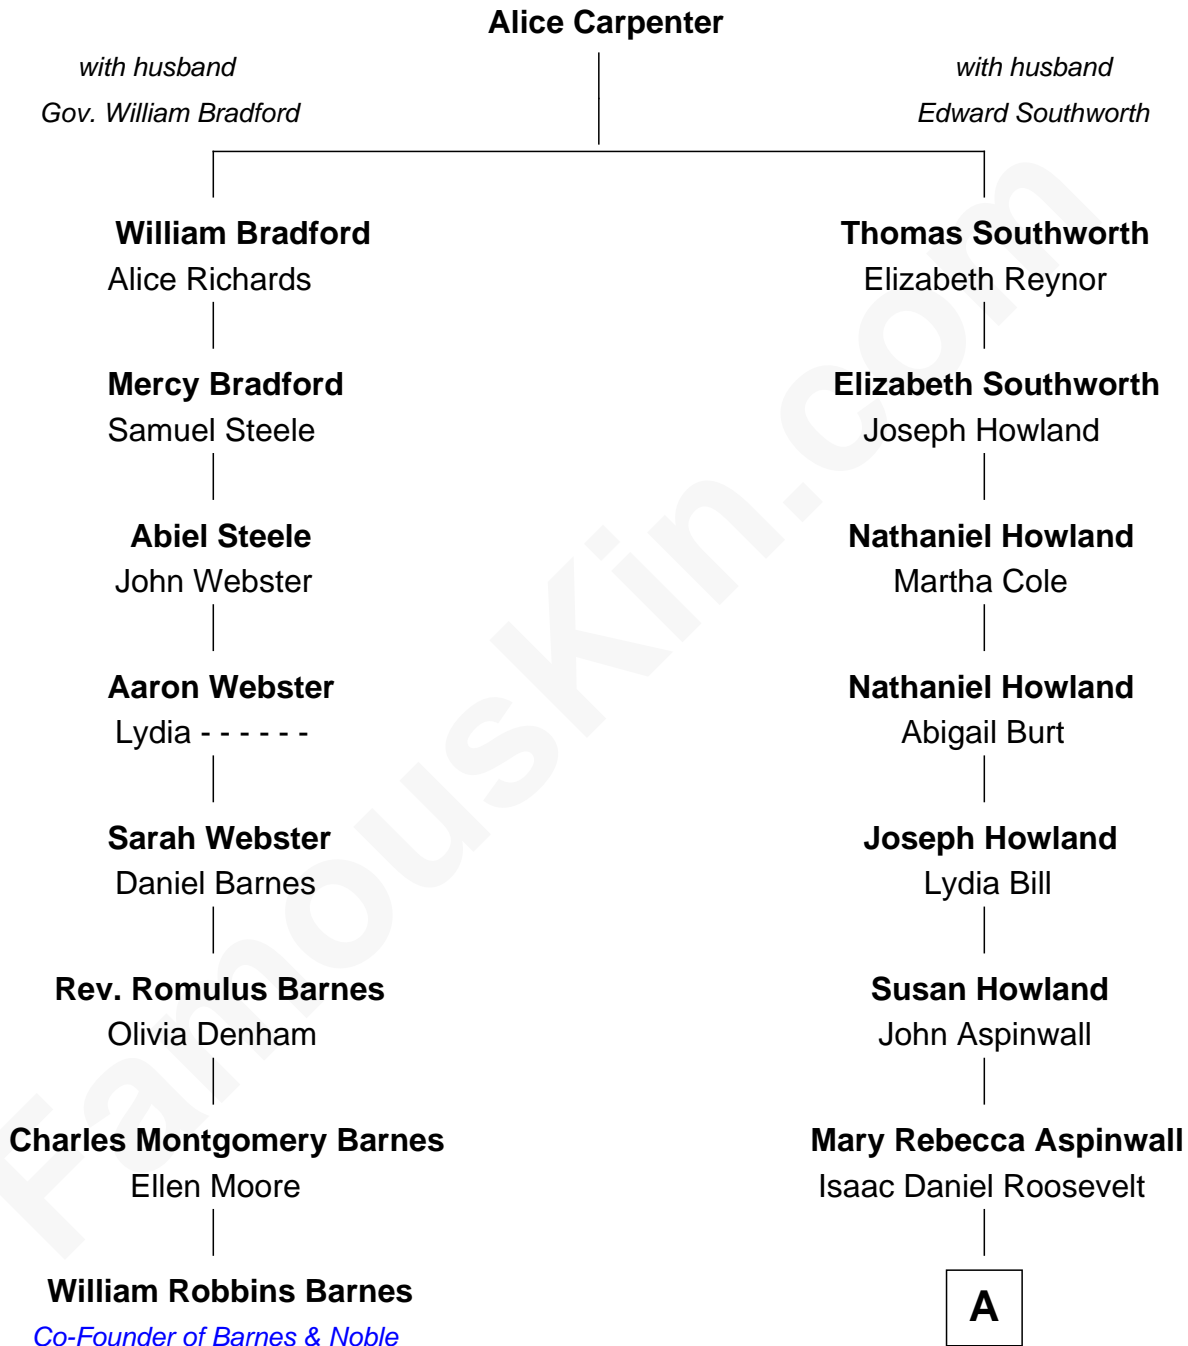 Alice Carpenter
with husband
Gov. William Bradford
with husband
Edward Southworth
William Bradford
Alice Richards
Thomas Southworth
Elizabeth Reynor
Mercy Bradford
Samuel Steele
Elizabeth Southworth
Joseph Howland
Abiel Steele
John Webster
Nathaniel Howland
Martha Cole
Aaron Webster
Lydia - - - - - -
Nathaniel Howland
Abigail Burt
Sarah Webster
Daniel Barnes
Joseph Howland
Lydia Bill
Rev. Romulus Barnes
Olivia Denham
Susan Howland
John Aspinwall
Charles Montgomery Barnes
Ellen Moore
Mary Rebecca Aspinwall
Isaac Daniel Roosevelt
William Robbins Barnes
Co-Founder of Barnes & Noble
A
FamousKin.com